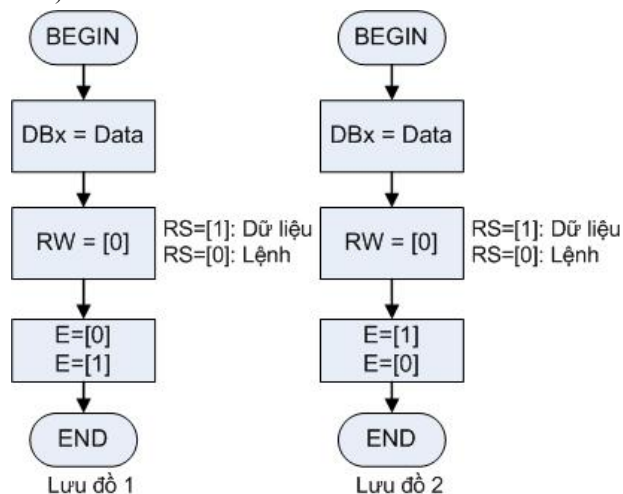 BEGIN
DBx = Data
RW = [0]
RS=[1]: Dữ liệu
RS=[0]: Lệnh
E=[0]
E=[1]
END
Lưu đồ 1
BEGIN
DBx = Data
RW = [0]
RS=[1]: Dữ liệu
RS=[0]: Lệnh
E=[1]
E=[0]
END
Lưu đồ 2